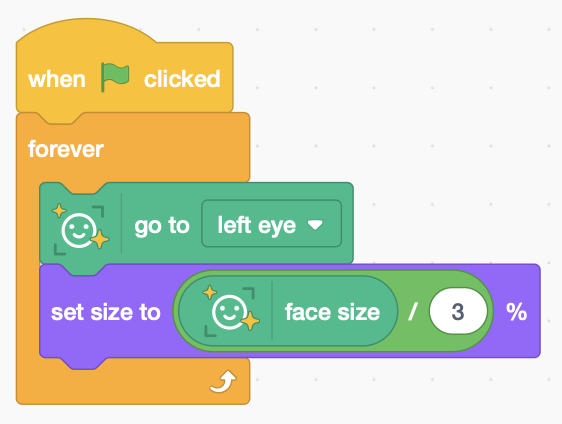 when clicked
forever
go to left eye
set size to face size / 3 %